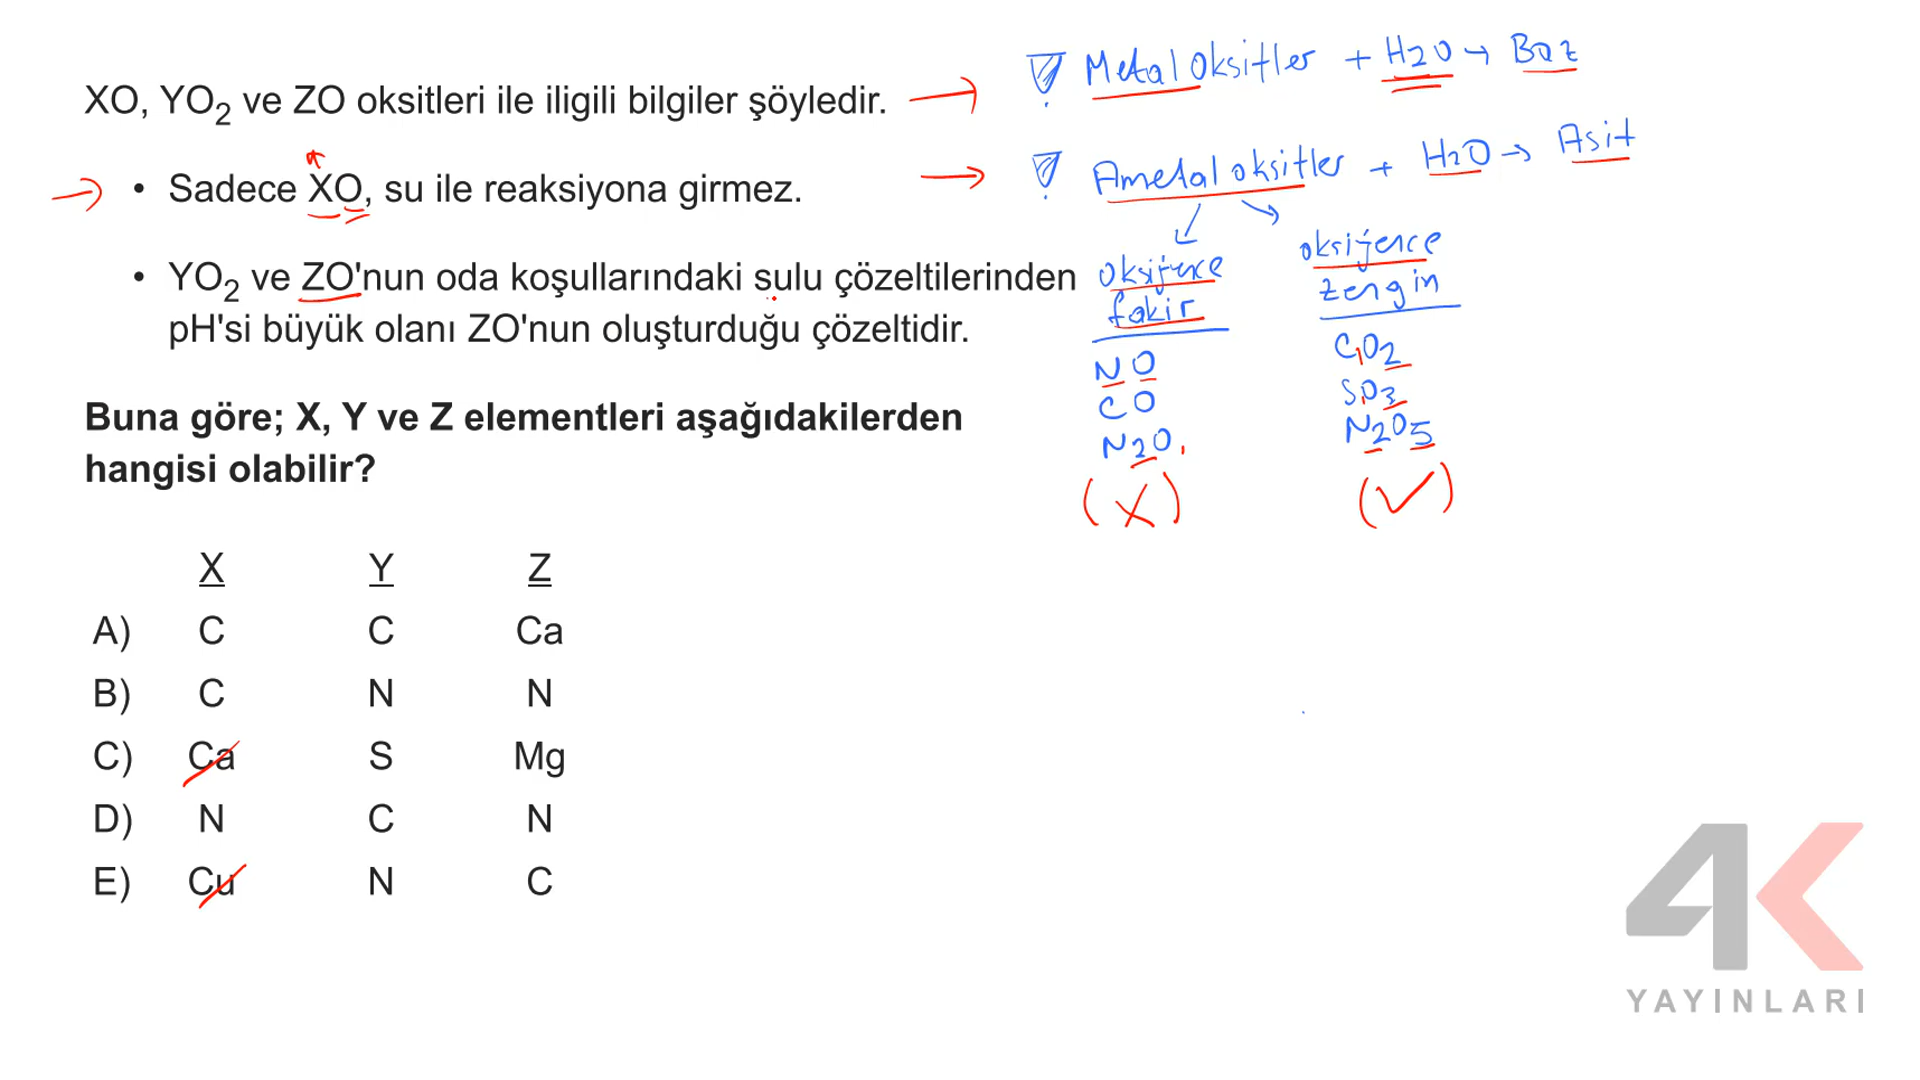 XO, YO2 ve ZO oksitleri ile iligili bilgiler şöyledir.
• Sadece XO, su ile reaksiyona girmez.
• YO2 ve ZO'nun oda koşullarındaki sulu çözeltilerinden
pH'si büyük olanı ZO'nun oluşturduğu çözeltidir.
Buna göre; X, Y ve Z elementleri aşağıdakilerden
hangisi olabilir?
X Y Z
A) C C Ca
B) C N N
C) Ca S Mg
D) N C N
E) Cu N C
Metal Oksitler + H2O → Baz
Ametal oksitler + H2O → Asit
oksijence
fakir
NO
CO
N2O
(X)
oksijence
zengin
CO2
SO3
N2O5
(✓)
4K
YAYINLARI